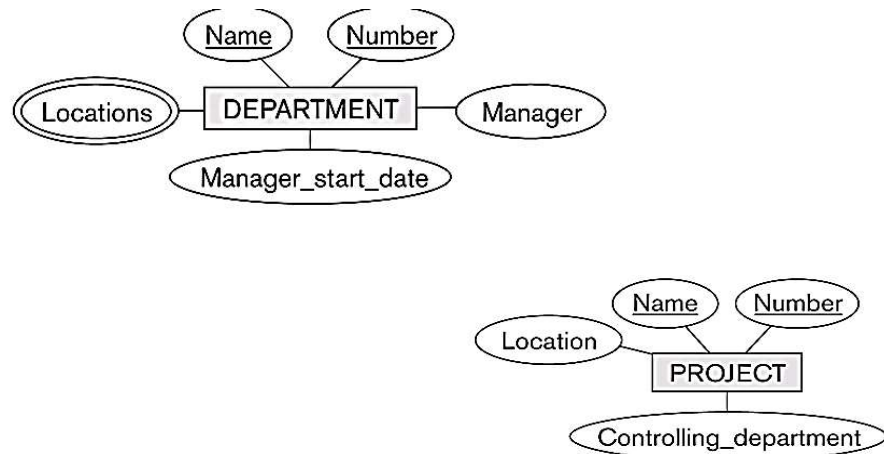 Name Number
Locations DEPARTMENT Manager
Manager_start_date
Name Number
Location
PROJECT
Controlling_department